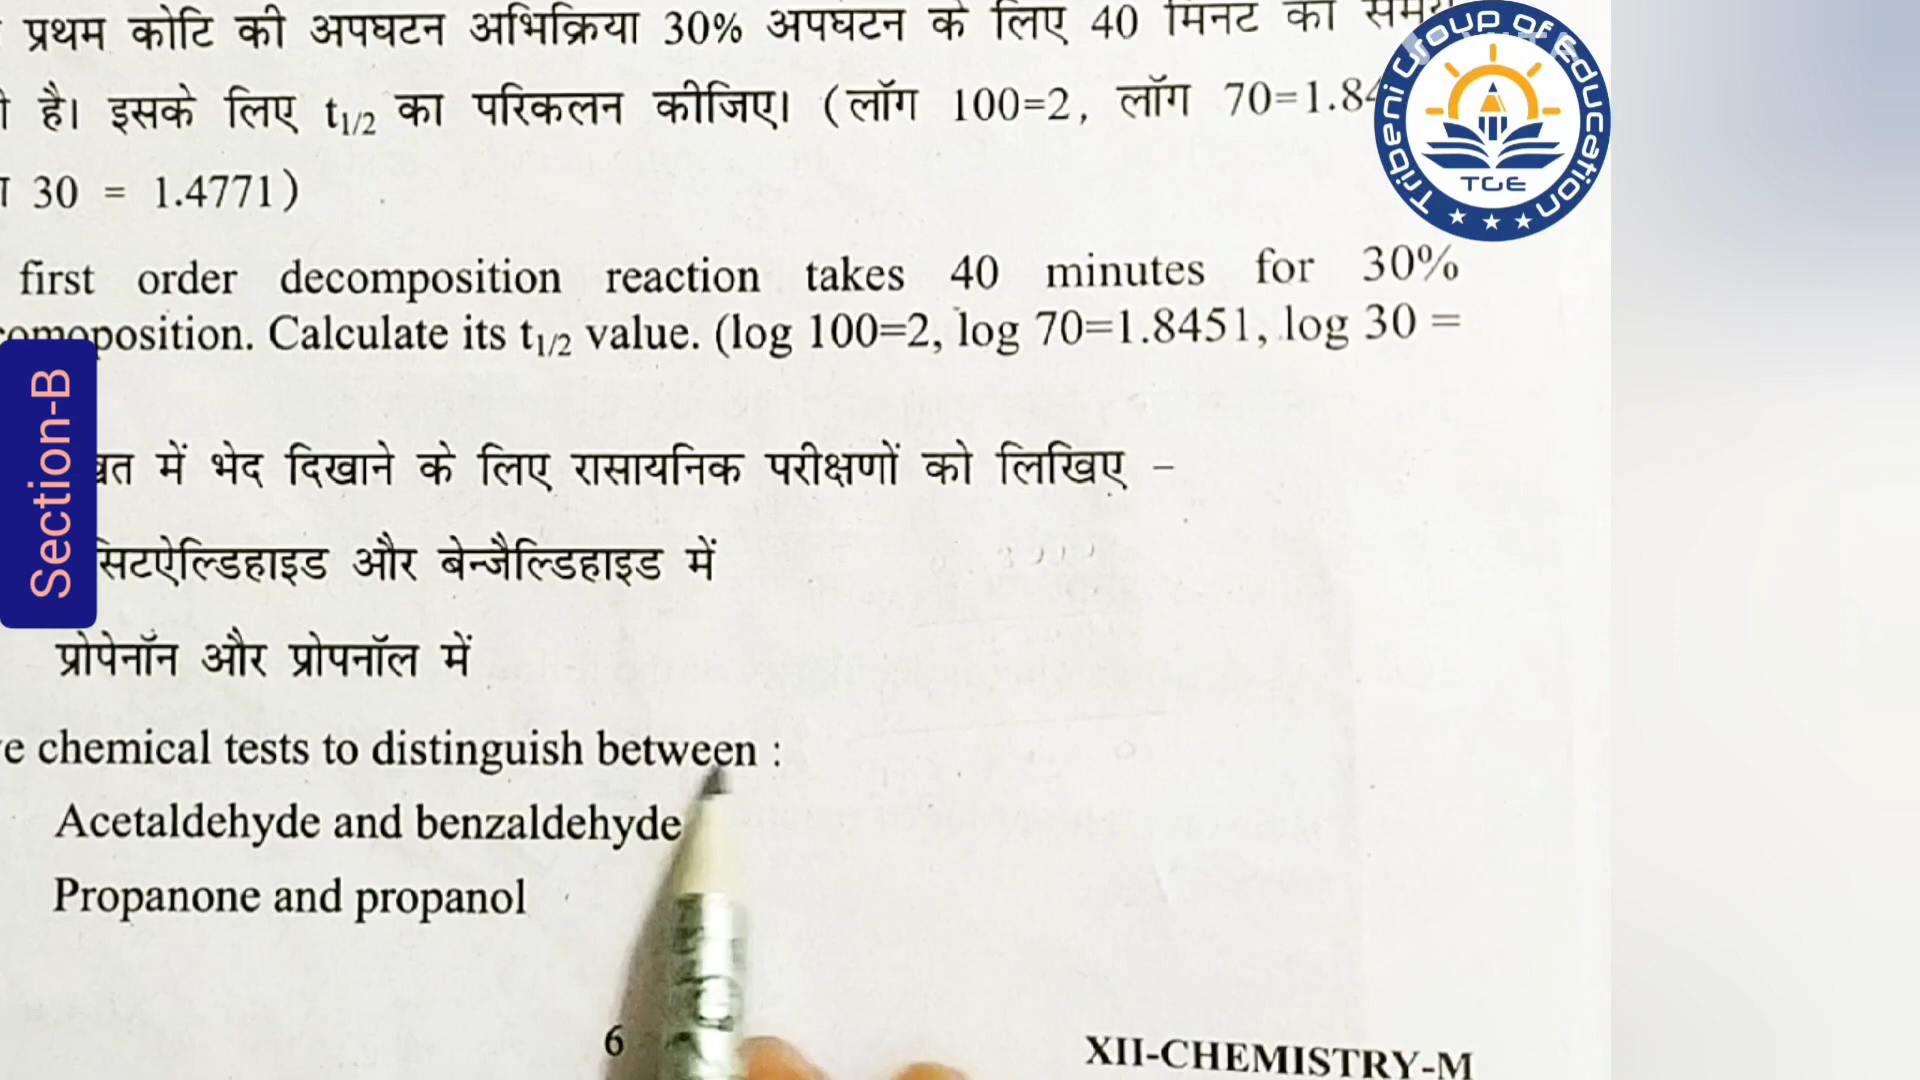 प्रथम कोटि की अपघटन अभिक्रिया 30% अपघटन के लिए 40 मिनट का
है। इसके लिए t1/2 का परिकलन कीजिए। (लॉग 100=2, लॉग 70=1.84
30 = 1.4771)
first order decomposition reaction takes 40 minutes for 30%
comoposition. Calculate its t1/2 value. (log 100=2, log 70=1.8451, log 30 =
में भेद दिखाने के लिए रासायनिक परीक्षणों को लिखिए –
सिटऐल्डिहाइड और बेन्जैल्डिहाइड में
प्रोपेनॉन और प्रोपनॉल में
e chemical tests to distinguish between :
Acetaldehyde and benzaldehyde
Propanone and propanol
6
XII-CHEMISTRY-M
Section-B
Tribeni Group Of Education
TGE